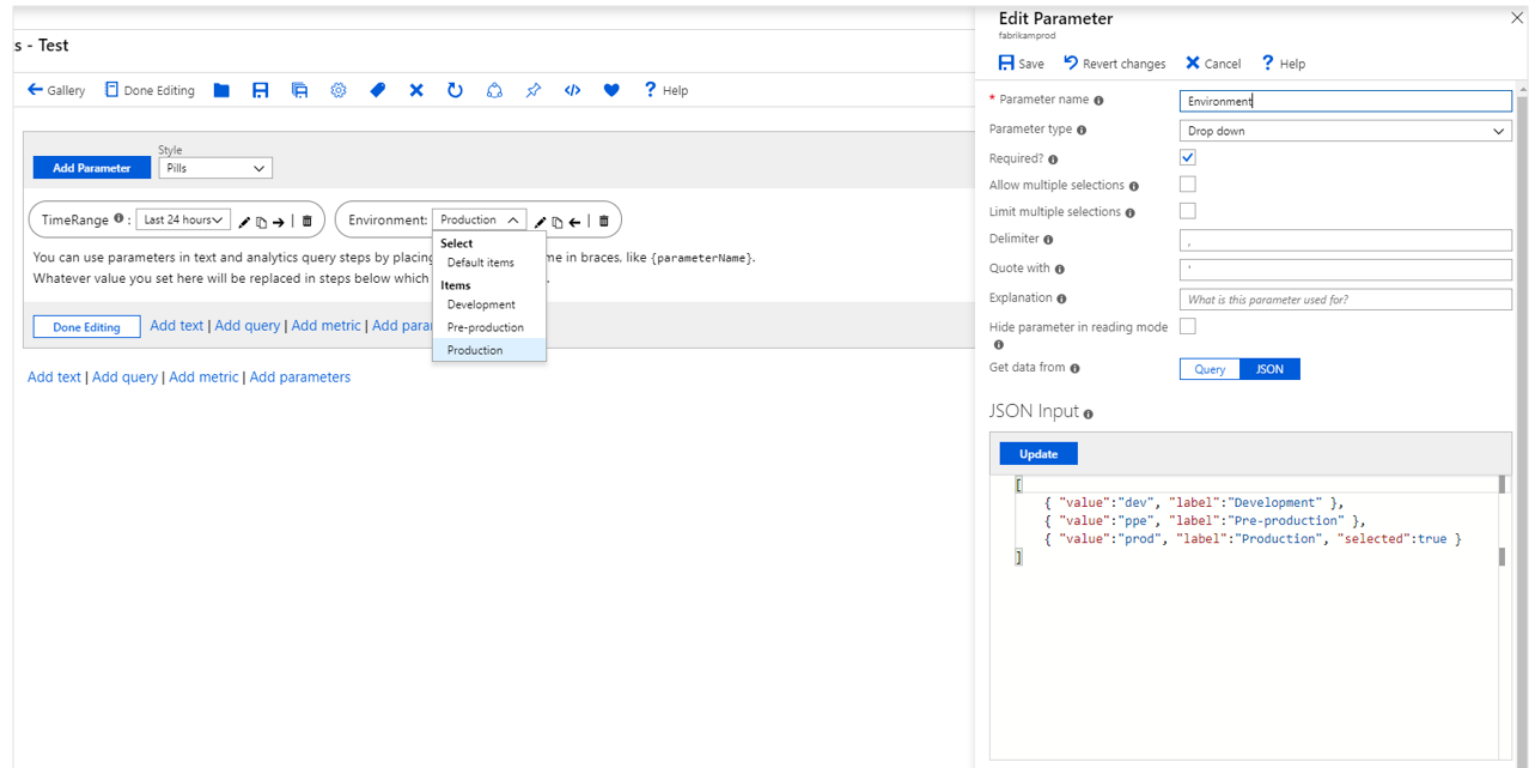 s - Test
Gallery Done Editing Help
Style
Add Parameter Pills
TimeRange : Last 24 hours | Environment: Production |
Select
Default items
Items
Development
Pre-production
Production
You can use parameters in text and analytics query steps by placing me in braces, like {parameterName}.
Whatever value you set here will be replaced in steps below which .
Done Editing Add text | Add query | Add metric | Add para
Add text | Add query | Add metric | Add parameters
Edit Parameter
fabrikamprod
Save Revert changes Cancel ? Help
* Parameter name Environment
Parameter type Drop down
Required?
Allow multiple selections
Limit multiple selections
Delimiter ,
Quote with '
Explanation What is this parameter used for?
Hide parameter in reading mode
Get data from Query JSON
JSON Input
Update
[
{ "value":"dev", "label":"Development" },
{ "value":"ppe", "label":"Pre-production" },
{ "value":"prod", "label":"Production", "selected":true }
]